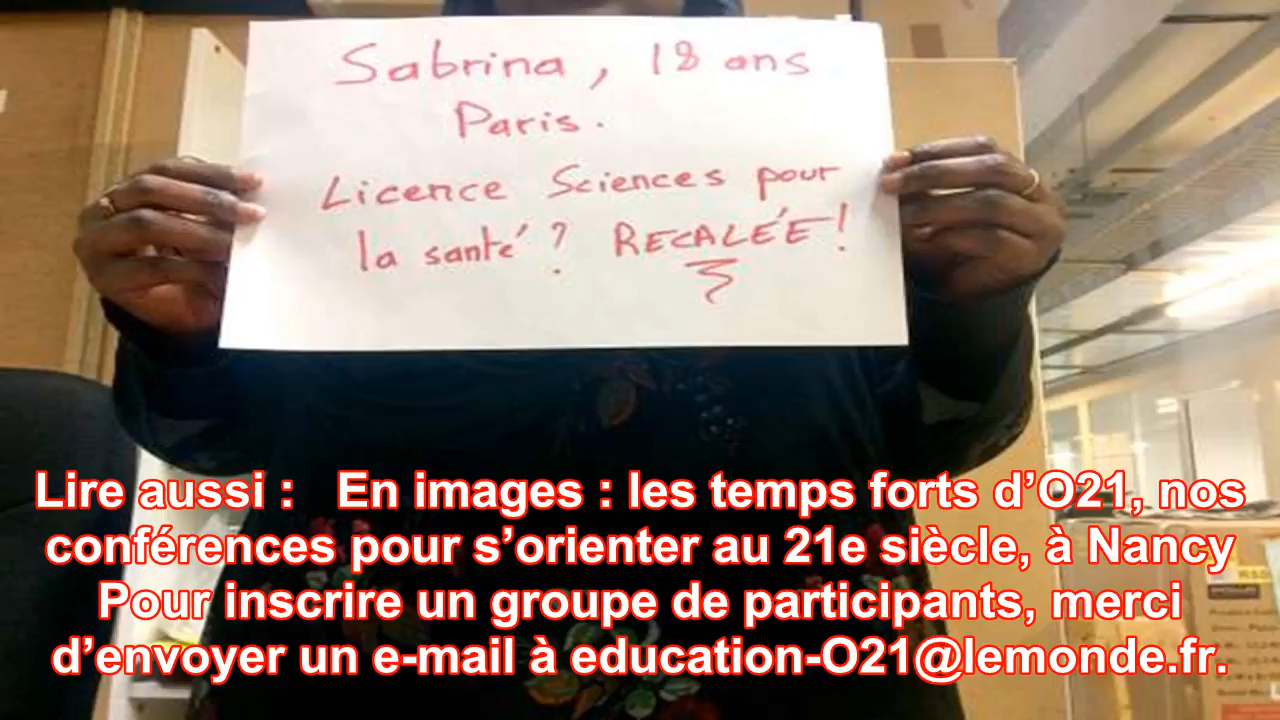 Sabrina, 18 ans
Paris.
Licence Sciences pour
la santé ? RECALÉE !
Lire aussi :   En images : les temps forts d’O21, nos
conférences pour s’orienter au 21e siècle, à Nancy
Pour inscrire un groupe de participants, merci
d’envoyer un e-mail à education-O21@lemonde.fr.